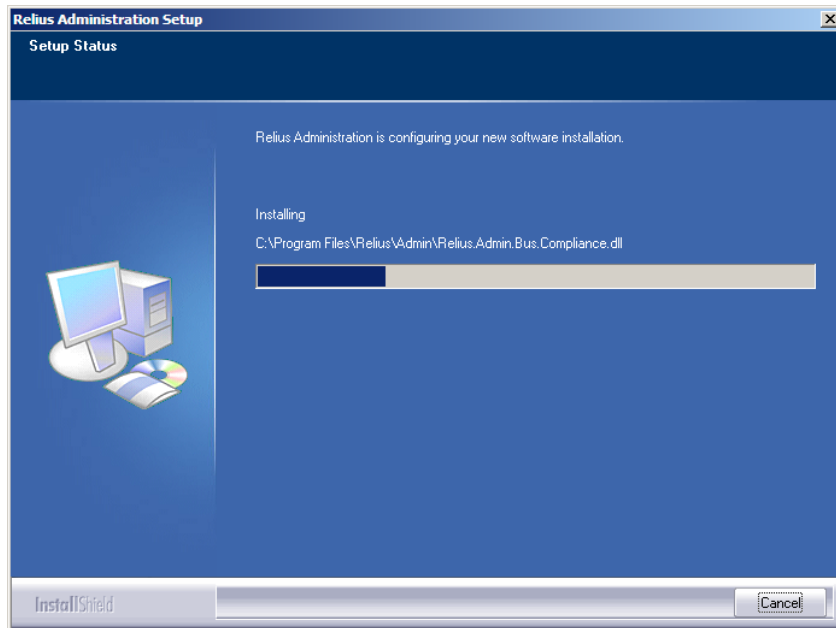 Relius Administration Setup
Setup Status
Relius Administration is configuring your new software installation.
Installing
C:\Program Files\Relius\Admin\Relius.Admin.Bus.Compliance.dll
InstallShield
Cancel